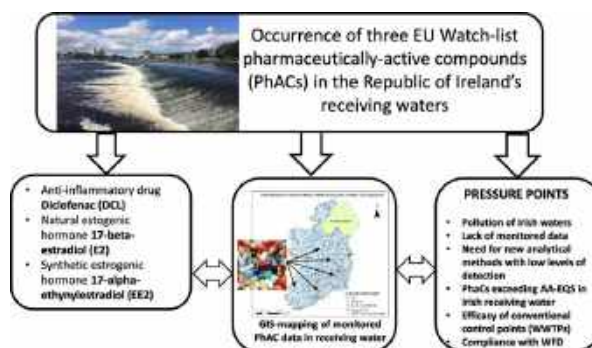 Occurrence of three EU Watch-list
pharmaceutically-active compounds
(PhACs) in the Republic of Ireland's
receiving waters
• Anti-inflammatory drug
Diclofenac (DCL)
• Natural estogenic
hormone 17-beta-
estradiol (E2)
• Synthetic estrogenic
hormone 17-alpha-
ethynylestradiol (EE2)
GIS-mapping of monitored
PhAC data in receiving water
PRESSURE POINTS
• Pollution of Irish waters
• Lack of monitored data
• Need for new analytical
methods with low levels of
detection
• PhaCs exceeding AA-EQS in
Irish receiving water
• Efficacy of conventional
control points (WWTPs)
• Compliance with WFD